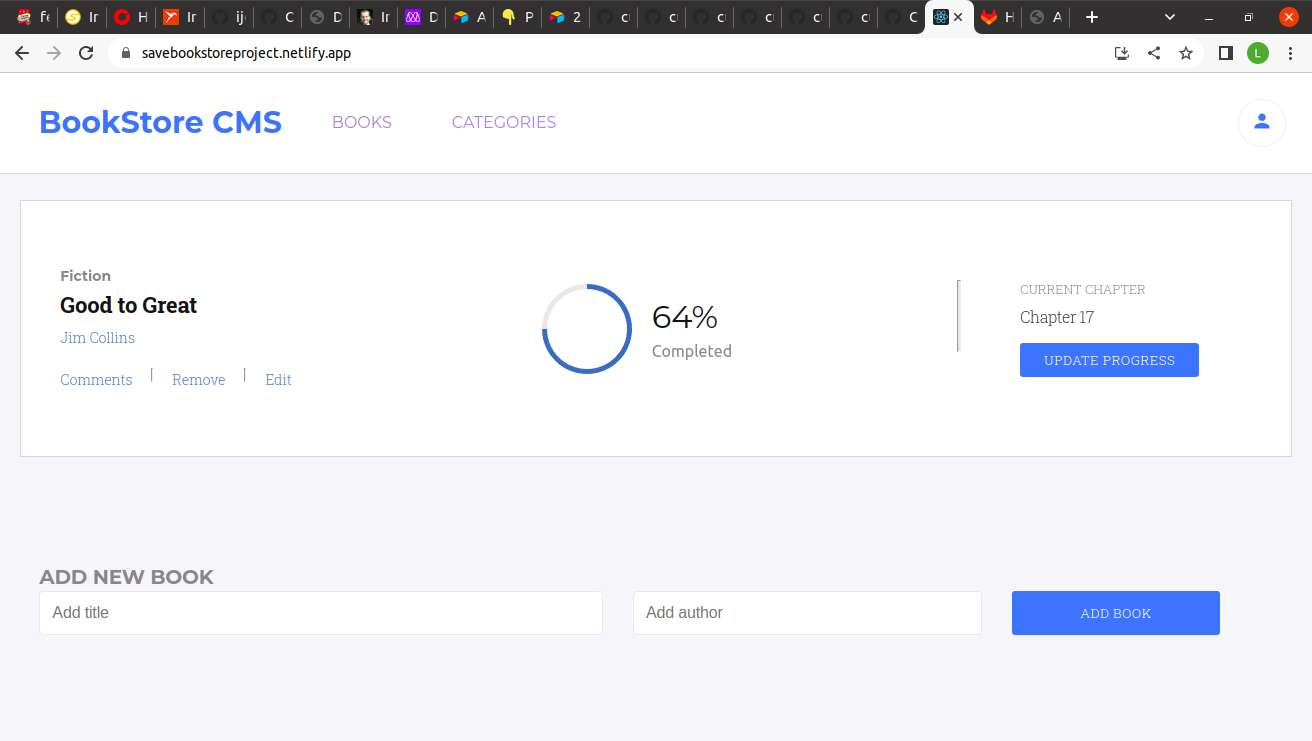 fe
Ir
H
Ir
ij
C
D
Ir
D
A
P
2
c
c
c
c
c
c
C
H
A
savebookstoreproject.netlify.app
L
BookStore CMS BOOKS CATEGORIES
Fiction
Good to Great
Jim Collins
Comments Remove Edit
64%
Completed
CURRENT CHAPTER
Chapter 17
UPDATE PROGRESS
ADD NEW BOOK
Add title Add author ADD BOOK